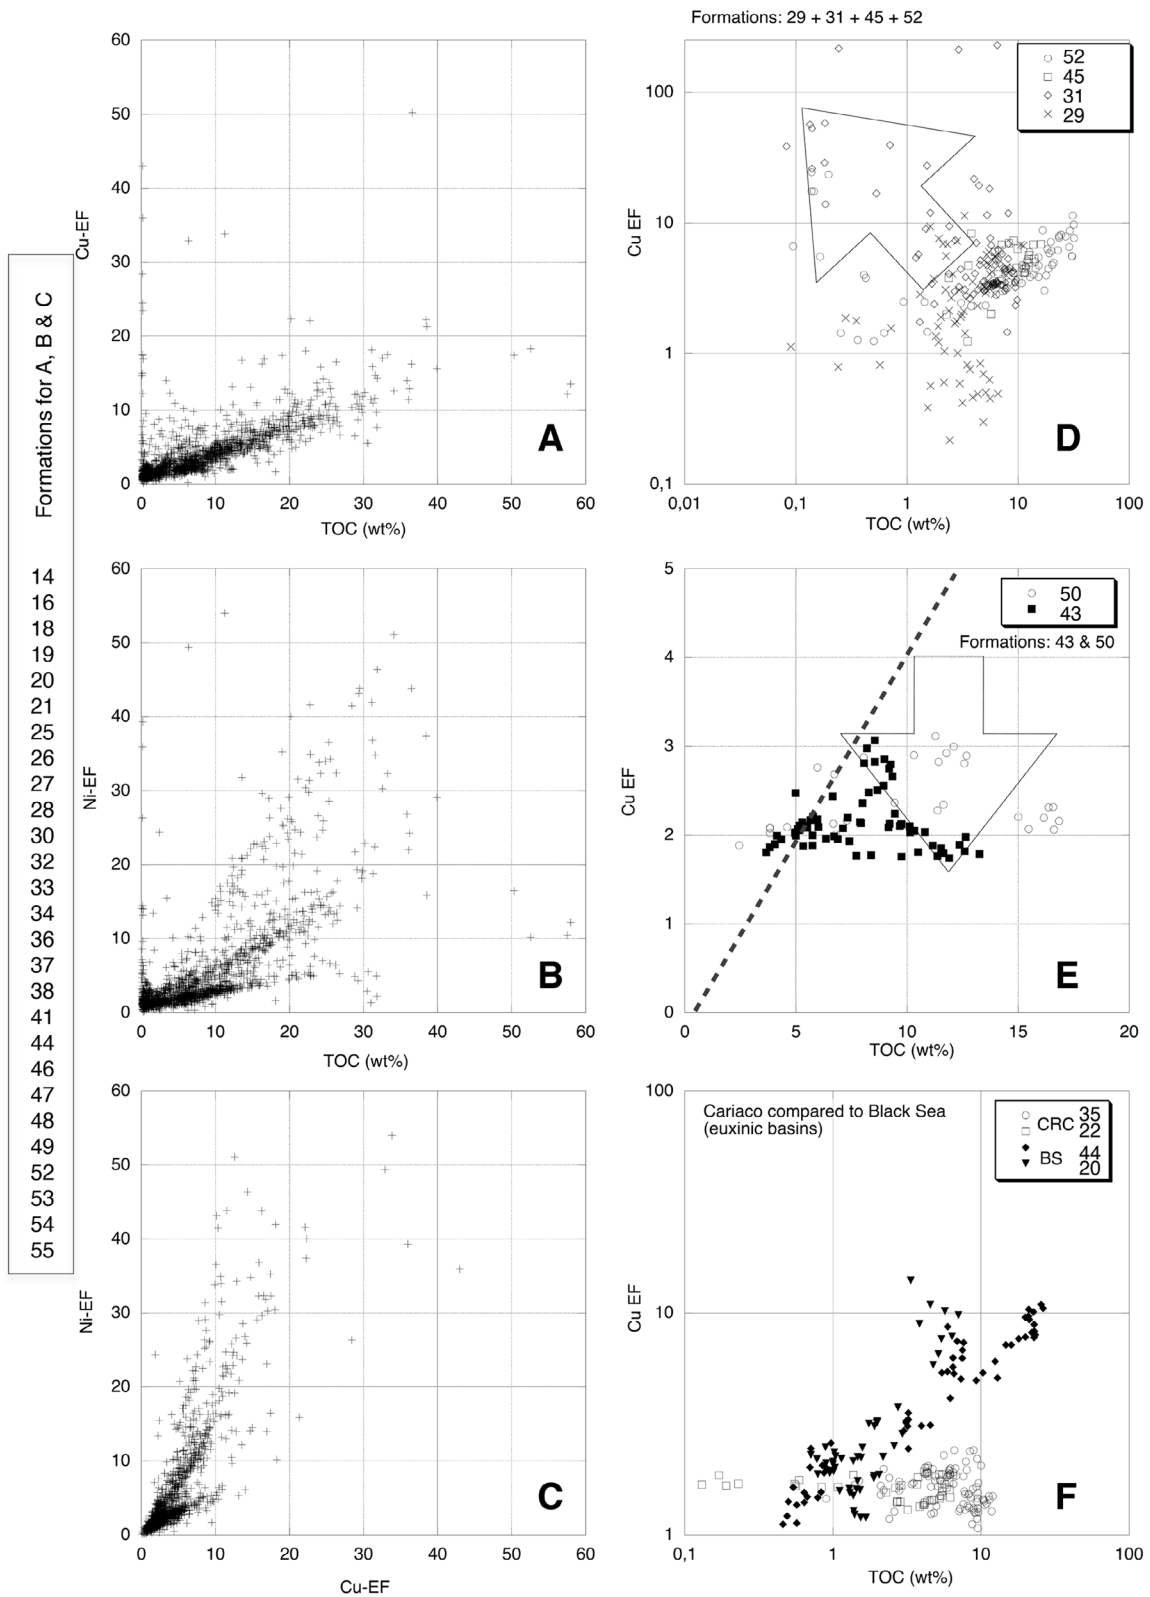 Formations for A, B & C
14
16
18
19
20
21
25
26
27
28
30
32
33
34
36
37
38
41
44
46
47
48
49
52
53
54
55
60
50
40
30
20
10
0
Cu-EF
A
0 10 20 30 40 50 60
TOC (wt%)
Formations: 29 + 31 + 45 + 52
52
45
31
29
100
10
1
0,1
Cu EF
D
0,01 0,1 1 10 100
TOC (wt%)
60
50
40
30
20
10
0
Ni-EF
B
0 10 20 30 40 50 60
TOC (wt%)
5
4
3
2
1
0
Cu EF
50
43
Formations: 43 & 50
E
0 5 10 15 20
TOC (wt%)
60
50
40
30
20
10
0
Ni-EF
C
0 10 20 30 40 50 60
Cu-EF
100
10
1
Cu EF
Cariaco compared to Black Sea
(euxinic basins)
CRC 35
22
BS 44
20
F
0,1 1 10 100
TOC (wt%)